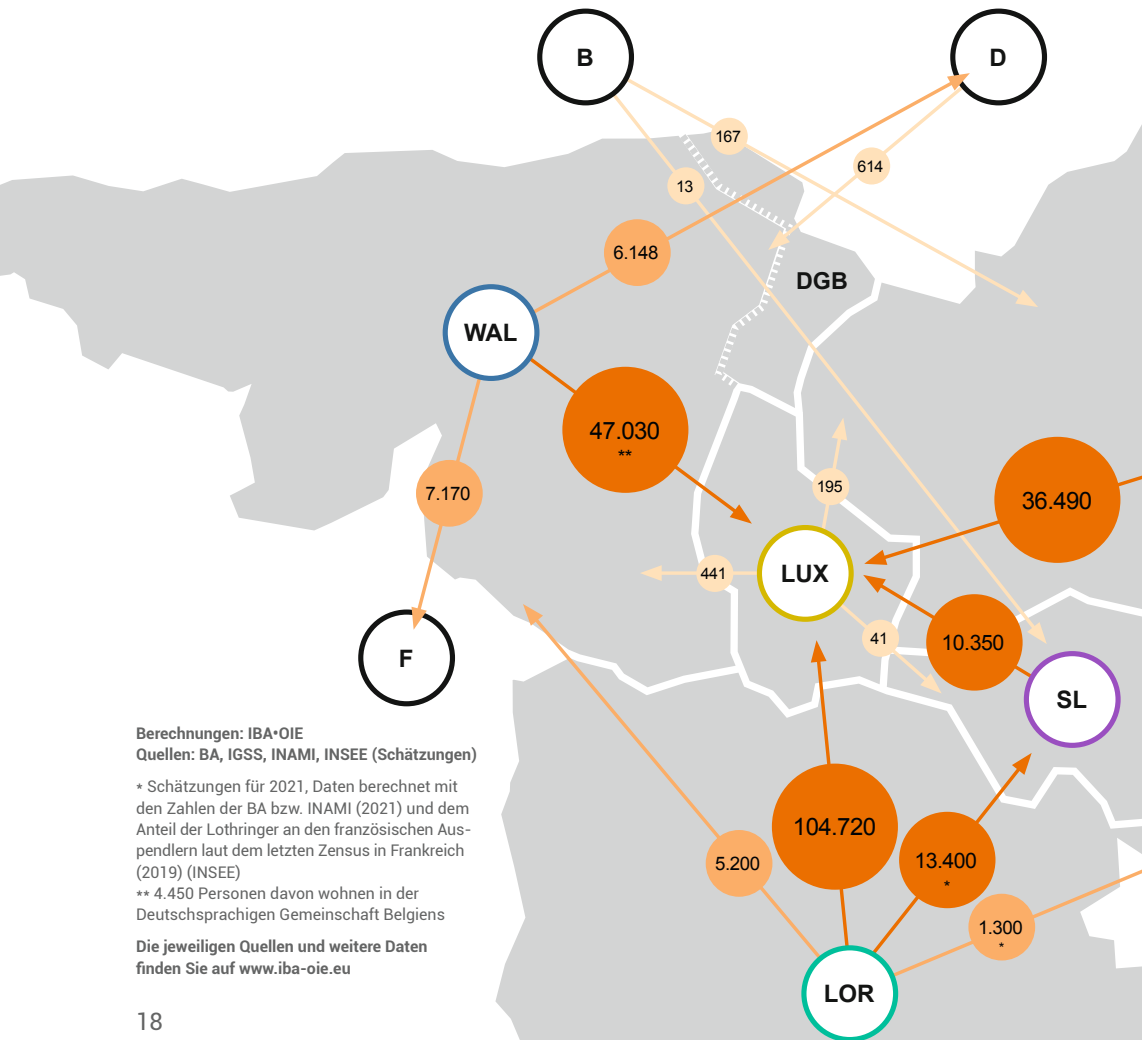 B
D
167
614
13
6.148
DGB
WAL
47.030
**
36.490
195
7.170
LUX
441
41
10.350
F
SL
Berechnungen: IBA•OIE
Quellen: BA, IGSS, INAMI, INSEE (Schätzungen)
* Schätzungen für 2021, Daten berechnet mit
den Zahlen der BA bzw. INAMI (2021) und dem
Anteil der Lothringer an den französischen Aus-
pendlern laut dem letzten Zensus in Frankreich
(2019) (INSEE)
** 4.450 Personen davon wohnen in der
Deutschsprachigen Gemeinschaft Belgiens
Die jeweiligen Quellen und weitere Daten
finden Sie auf www.iba-oie.eu
104.720
5.200
13.400
*
1.300
*
LOR
18